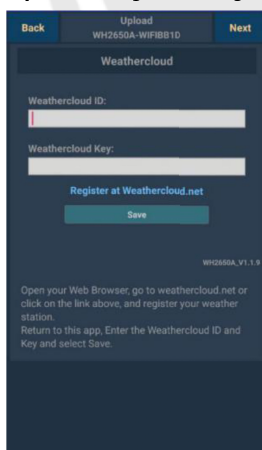 Back
Upload
WH2650A-WIFIBB1D
Next
Weathercloud
Weathercloud ID:
Weathercloud Key:
Register at Weathercloud.net
Save
WH2650A_V1.1.9
Open your Web Browser, go to weathercloud.net or
click on the link above, and register your weather
station.
Return to this app, Enter the Weathercloud ID and
Key and select Save.